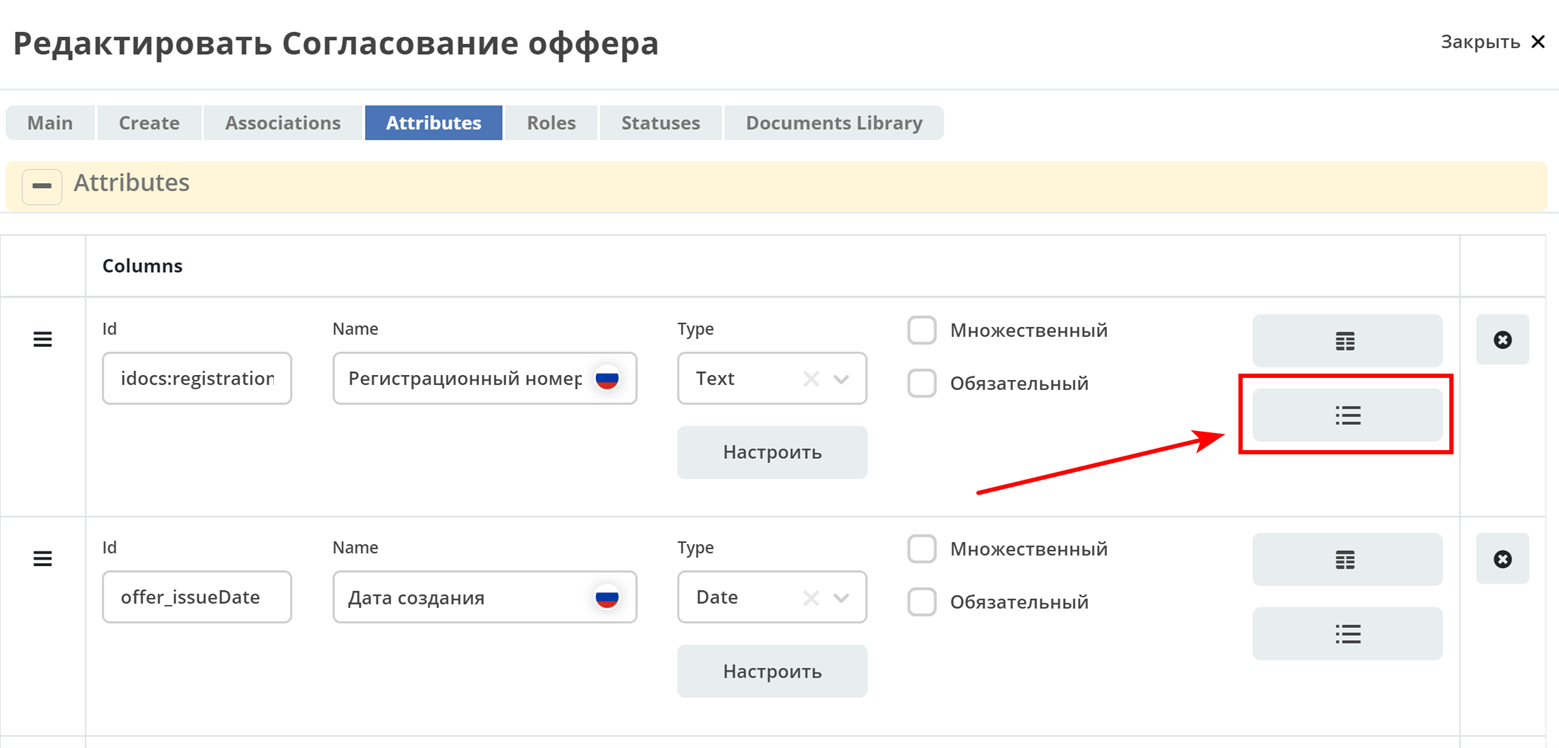 Редактировать Согласование оффера
Закрыть
Main Create Associations Attributes Roles Statuses Documents Library
Attributes
Columns
Id Name Type Множественный
idocs:registration Регистрационный номер Text Обязательный
Настроить
Id Name Type Множественный
offer_issueDate Дата создания Date Обязательный
Настроить